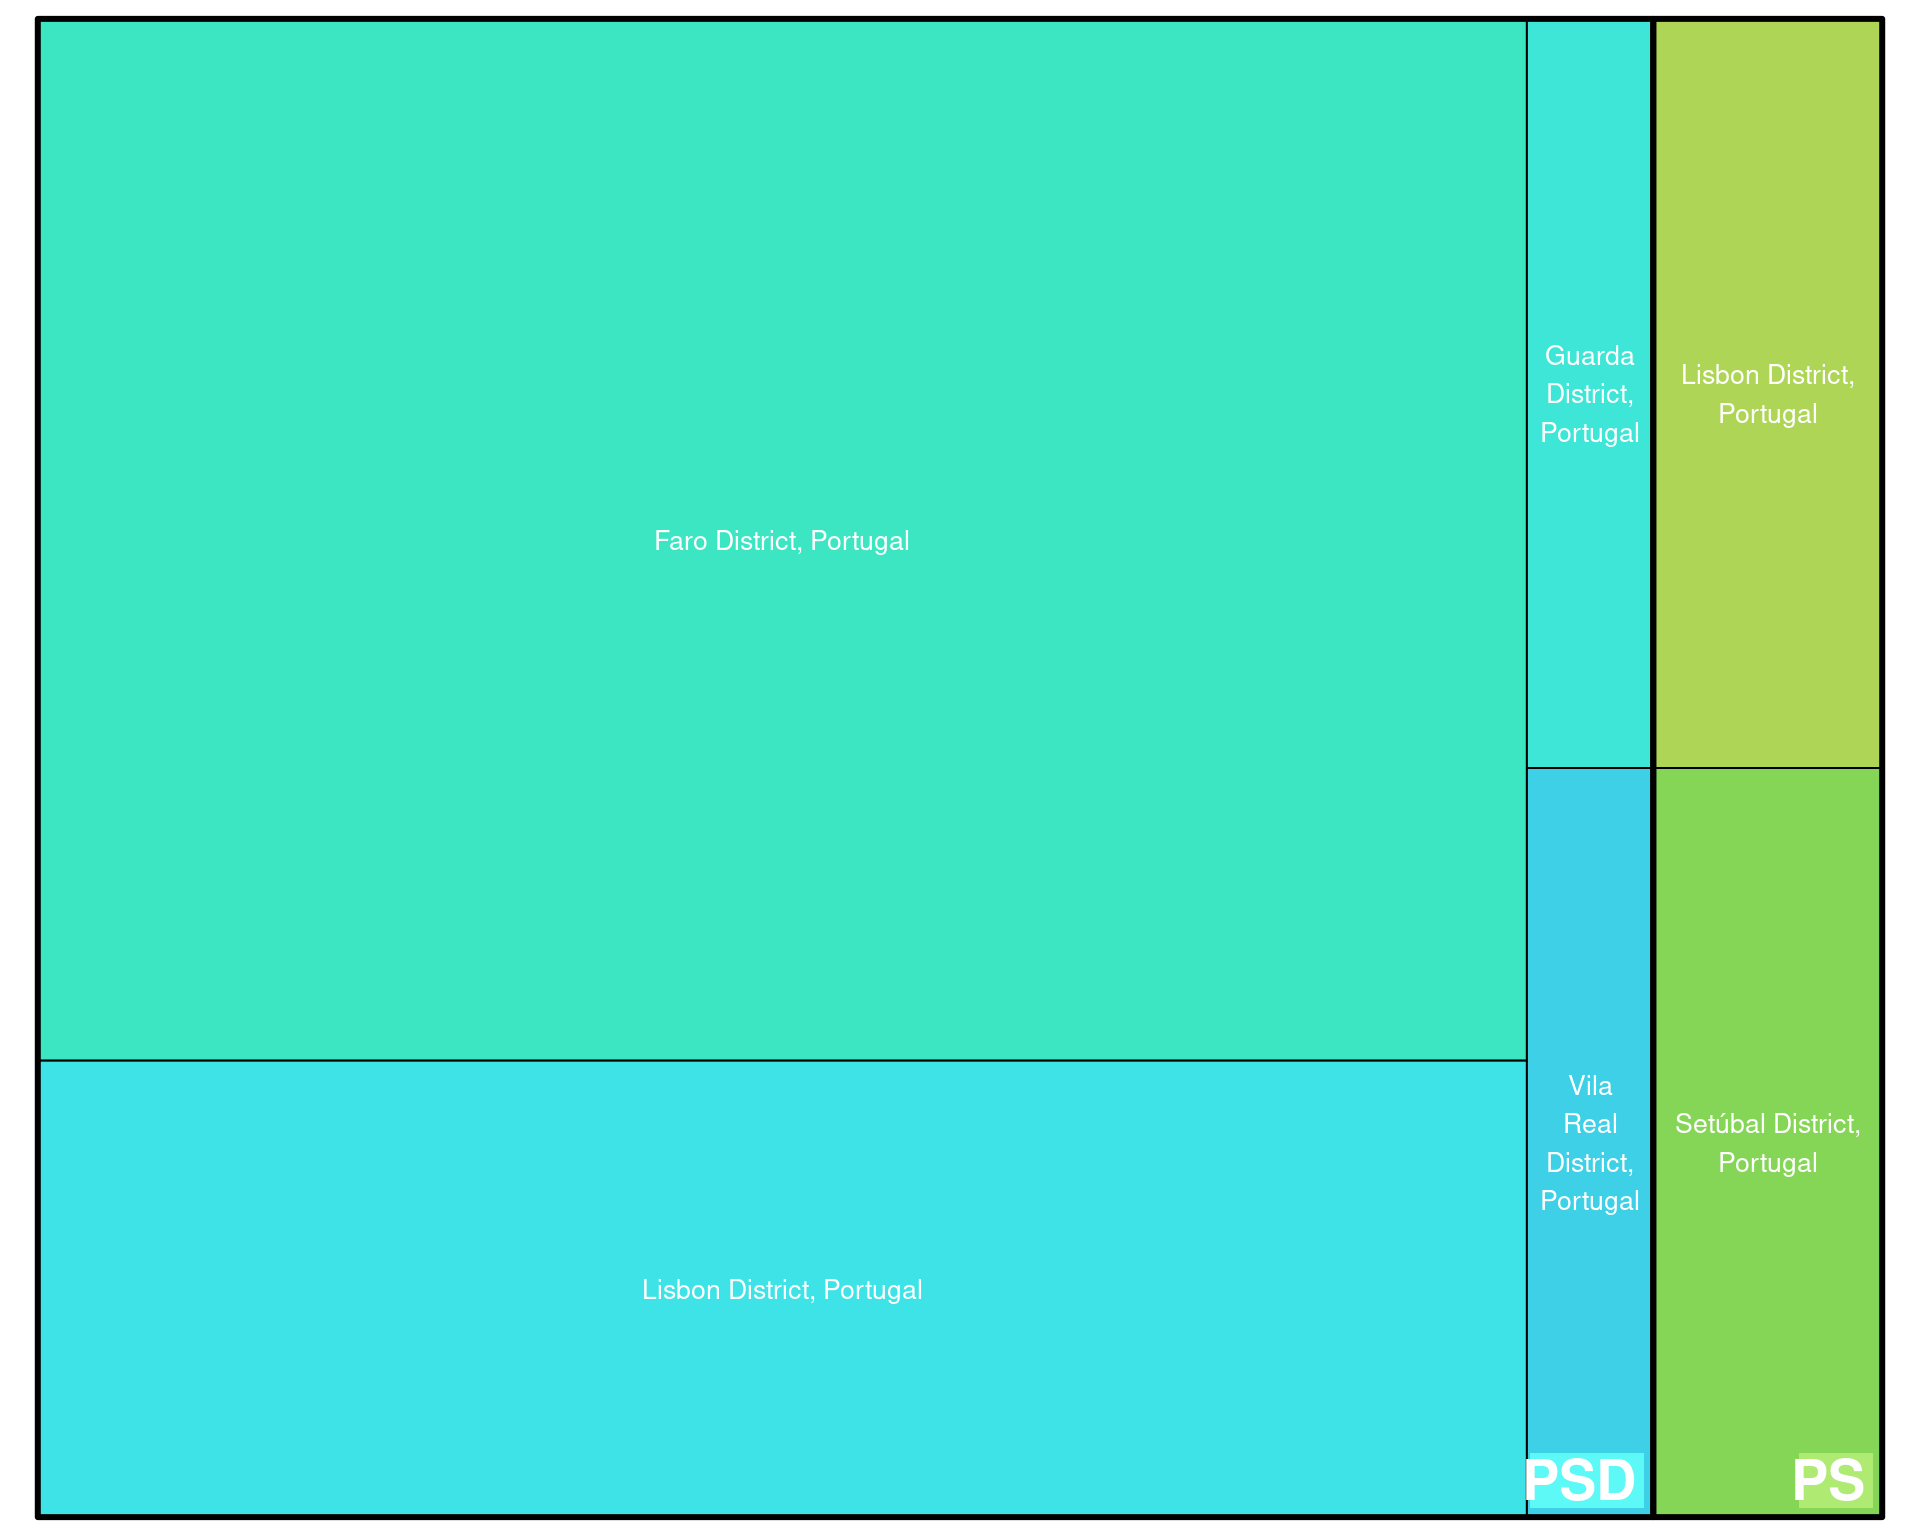 Faro District, Portugal
Lisbon District, Portugal
Guarda
District,
Portugal
Vila
Real
District,
Portugal
PSD
Lisbon District,
Portugal
Setúbal District,
Portugal
PS